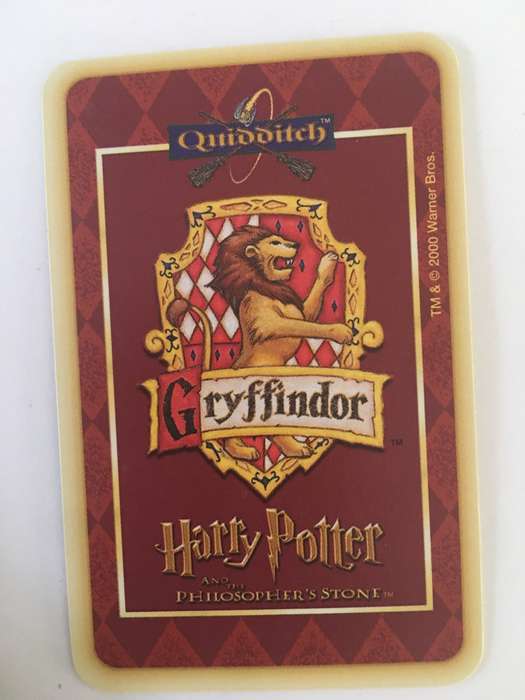 Quidditch™
TM & © 2000 Warner Bros.
Gryffindor
™
Harry Potter
AND THE
PHILOSOPHER'S STONE™